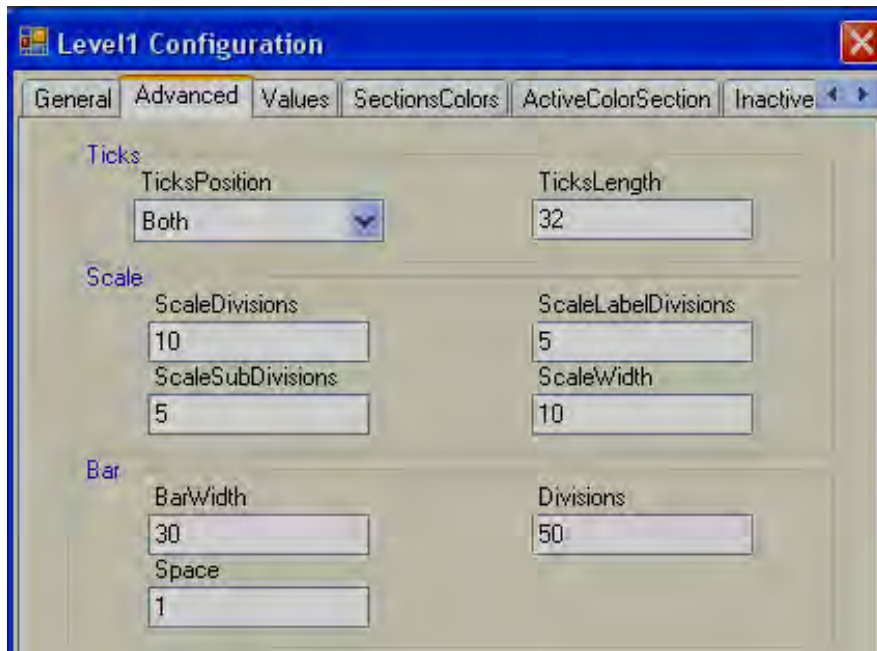 Level1 Configuration
General Advanced Values SectionsColors ActiveColorSection Inactive
Ticks
TicksPosition TicksLength
Both 32
Scale
ScaleDivisions ScaleLabelDivisions
10 5
ScaleSubDivisions ScaleWidth
5 10
Bar
BarWidth Divisions
30 50
Space
1